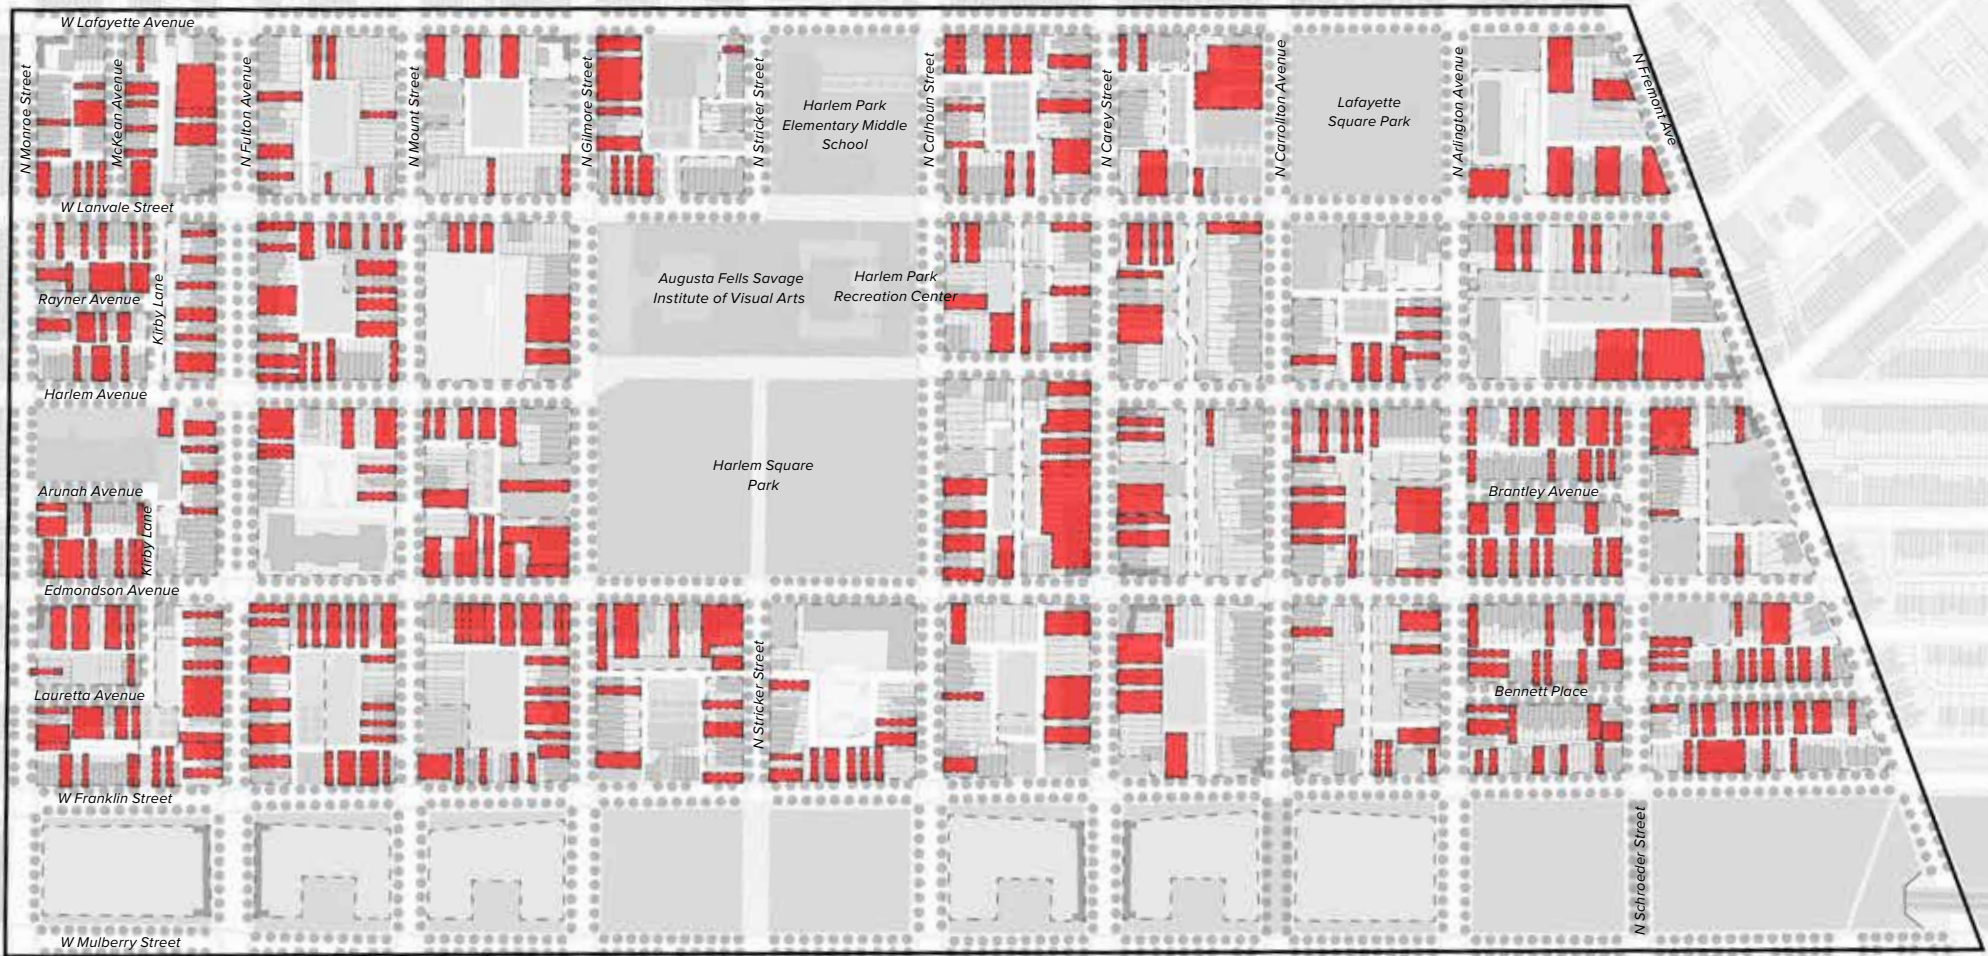 W Lafayette Avenue
N Monroe Street
McKean Avenue
N Fulton Avenue
N Mount Street
N Gilmore Street
N Stricker Street
Harlem Park
Elementary Middle
School
N Calhoun Street
N Carey Street
N Carrollton Avenue
Lafayette
Square Park
N Arlington Avenue
N Fremont Ave
W Lanvale Street
Rayner Avenue
Kirby Lane
Augusta Fells Savage
Institute of Visual Arts
Harlem Park
Recreation Center
Harlem Avenue
Harlem Square
Park
Arunah Avenue
Kirby Lane
Brantley Avenue
Edmondson Avenue
Lauretta Avenue
N Stricker Street
Bennett Place
W Franklin Street
N Schroeder Street
W Mulberry Street